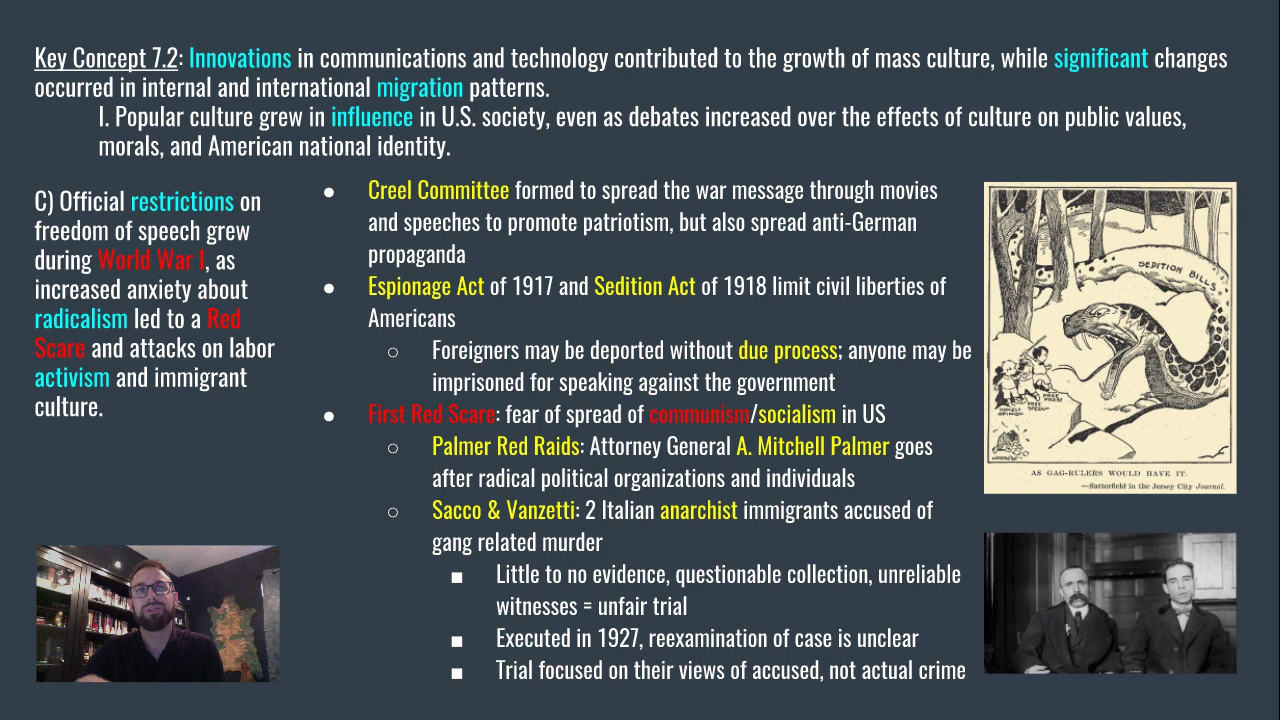 Key Concept 7.2: Innovations in communications and technology contributed to the growth of mass culture, while significant changes
occurred in internal and international migration patterns.
I. Popular culture grew in influence in U.S. society, even as debates increased over the effects of culture on public values,
morals, and American national identity.
C) Official restrictions on
freedom of speech grew
during World War I, as
increased anxiety about
radicalism led to a Red
Scare and attacks on labor
activism and immigrant
culture.
● Creel Committee formed to spread the war message through movies
and speeches to promote patriotism, but also spread anti-German
propaganda
● Espionage Act of 1917 and Sedition Act of 1918 limit civil liberties of
Americans
○ Foreigners may be deported without due process; anyone may be
imprisoned for speaking against the government
● First Red Scare: fear of spread of communism/socialism in US
○ Palmer Red Raids: Attorney General A. Mitchell Palmer goes
after radical political organizations and individuals
○ Sacco & Vanzetti: 2 Italian anarchist immigrants accused of
gang related murder
■ Little to no evidence, questionable collection, unreliable
witnesses = unfair trial
■ Executed in 1927, reexamination of case is unclear
■ Trial focused on their views of accused, not actual crime
SEDITION BILLS
HONEST
OPINION
FREE
SPEECH
FREE
PRESS
AS GAG-RULERS WOULD HAVE IT.
—Satterfield in the Jersey City Journal.